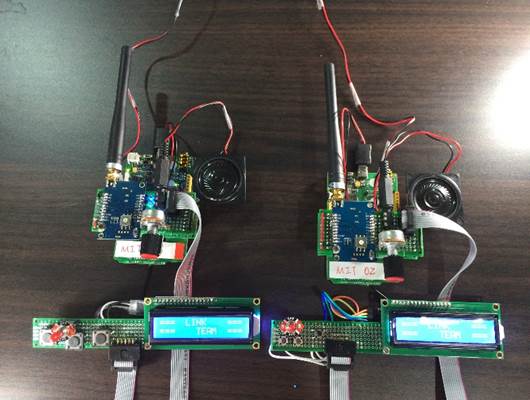 MIT
MIT 02
==== LINK ====
==== TEAM ====
==== LINK ====
==== TEAM ====